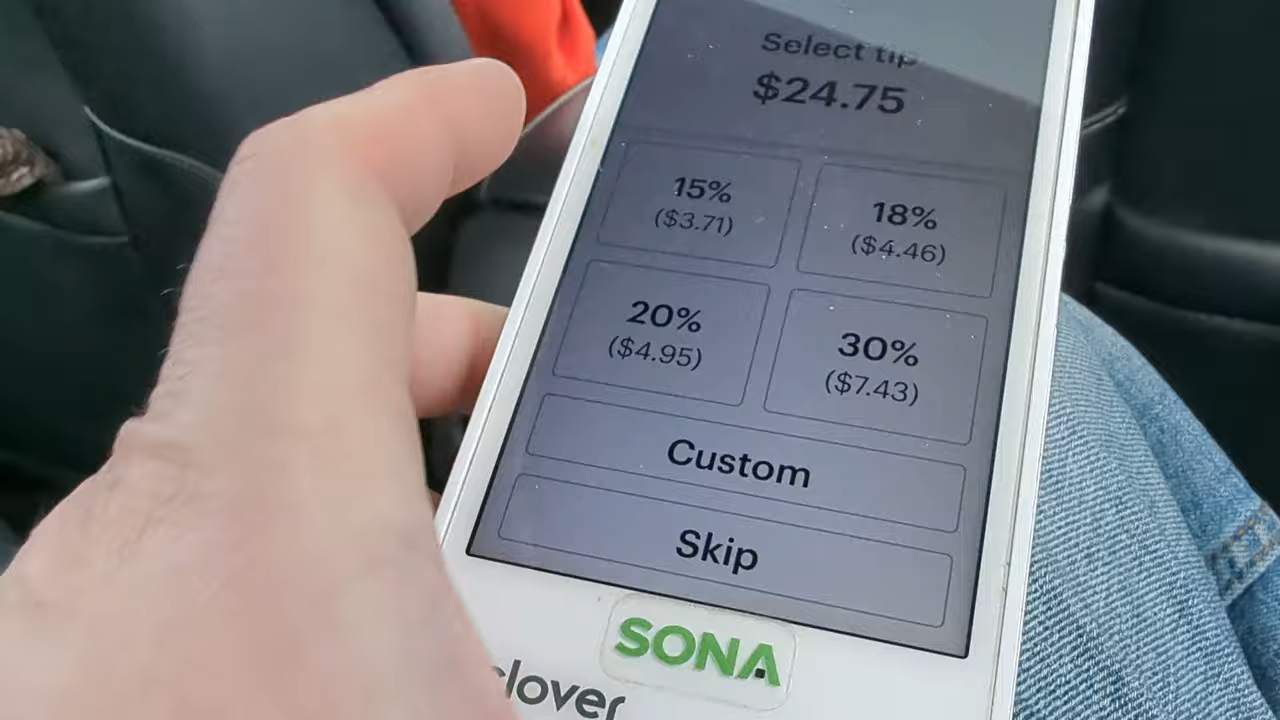 Select tip
$24.75
15%
($3.71)
18%
($4.46)
20%
($4.95)
30%
($7.43)
Custom
Skip
SONA
clover